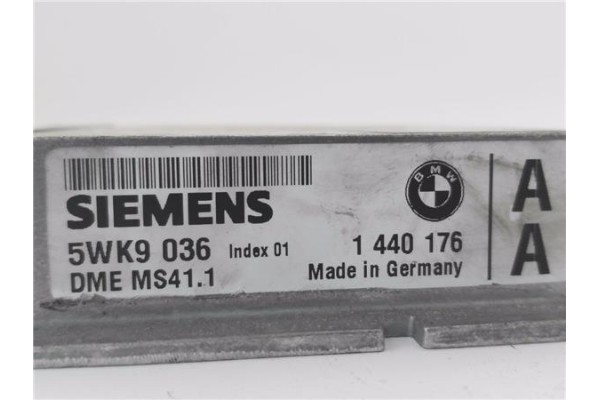 SIEMENS
BMW
5WK9 036 Index 01 1 440 176
DME MS41.1 Made in Germany
A
A